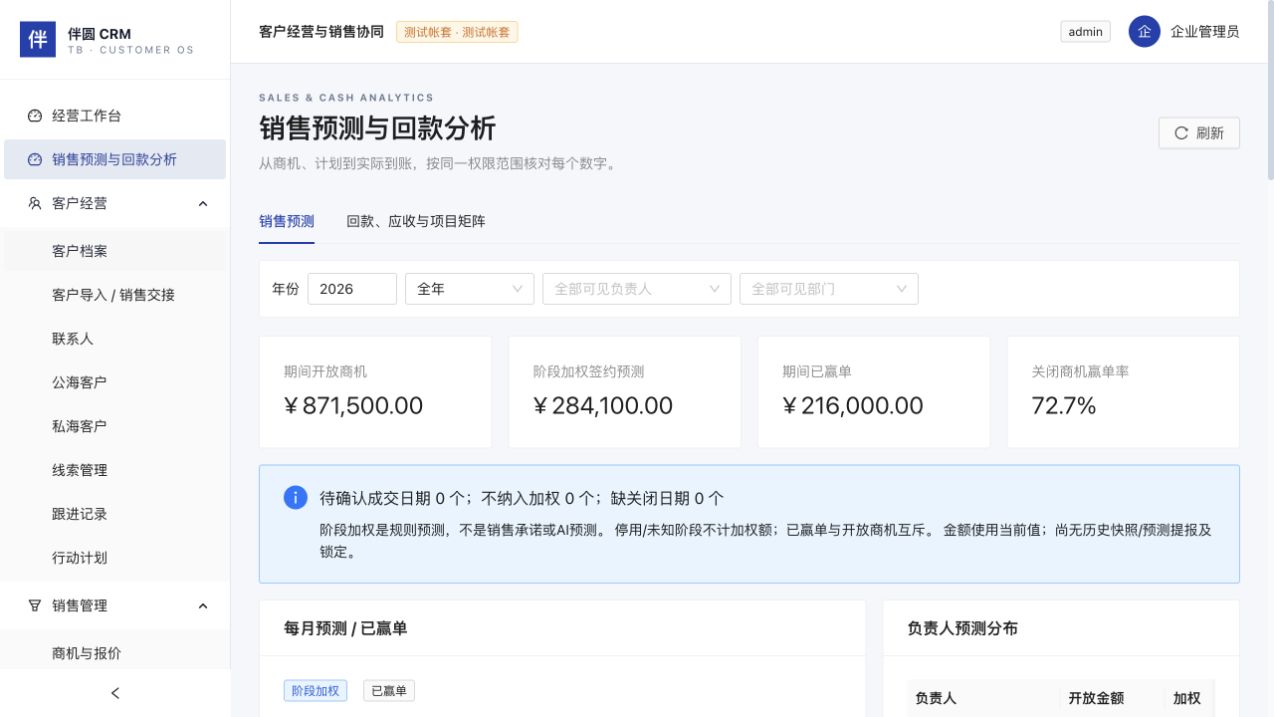 伴
伴圆 CRM
TB · CUSTOMER OS
客户经营与销售协同
测试帐套 · 测试帐套
admin
企
企业管理员
经营工作台
销售预测与回款分析
客户经营
客户档案
客户导入 / 销售交接
联系人
公海客户
私海客户
线索管理
跟进记录
行动计划
销售管理
商机与报价
SALES & CASH ANALYTICS
销售预测与回款分析
从商机、计划到实际到账，按同一权限范围核对每个数字。
刷新
销售预测
回款、应收与项目矩阵
年份
2026
全年
全部可见负责人
全部可见部门
期间开放商机
¥ 871,500.00
阶段加权签约预测
¥ 284,100.00
期间已赢单
¥ 216,000.00
关闭商机赢单率
72.7%
待确认成交日期 0 个；不纳入加权 0 个；缺关闭日期 0 个
阶段加权是规则预测，不是销售承诺或AI预测。 停用/未知阶段不计加权额；已赢单与开放商机互斥。 金额使用当前值；尚无历史快照/预测提报及
锁定。
每月预测 / 已赢单
阶段加权
已赢单
负责人预测分布
负责人
开放金额
加权